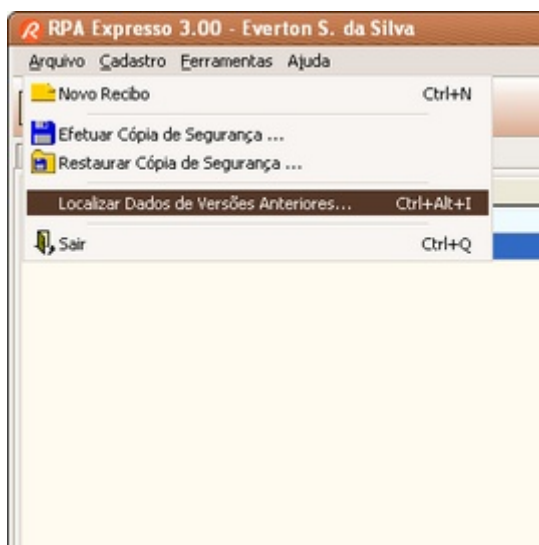 RPA Expresso 3.00 - Everton S. da Silva
Arquivo Cadastro Ferramentas Ajuda
Novo Recibo Ctrl+N
Efetuar Cópia de Segurança ...
Restaurar Cópia de Segurança ...
Localizar Dados de Versões Anteriores... Ctrl+Alt+I
Sair Ctrl+Q